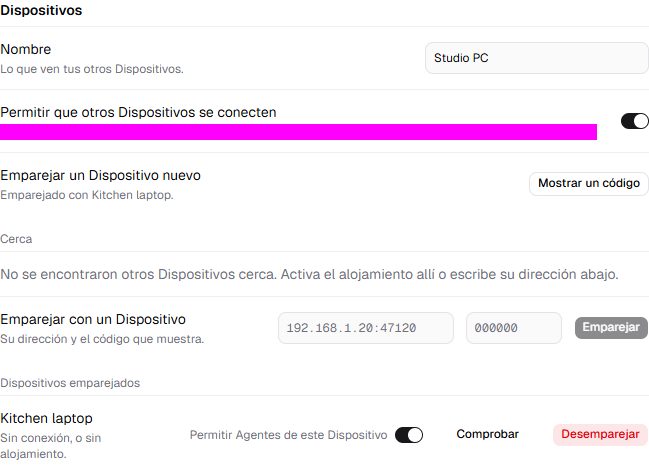 Dispositivos
Nombre
Lo que ven tus otros Dispositivos.
Studio PC
Permitir que otros Dispositivos se conecten
Emparejar un Dispositivo nuevo
Emparejado con Kitchen laptop.
Mostrar un código
Cerca
No se encontraron otros Dispositivos cerca. Activa el alojamiento allí o escribe su dirección abajo.
Emparejar con un Dispositivo
Su dirección y el código que muestra.
192.168.1.20:47120
000000
Emparejar
Dispositivos emparejados
Kitchen laptop
Sin conexión, o sin
alojamiento.
Permitir Agentes de este Dispositivo
Comprobar
Desemparejar